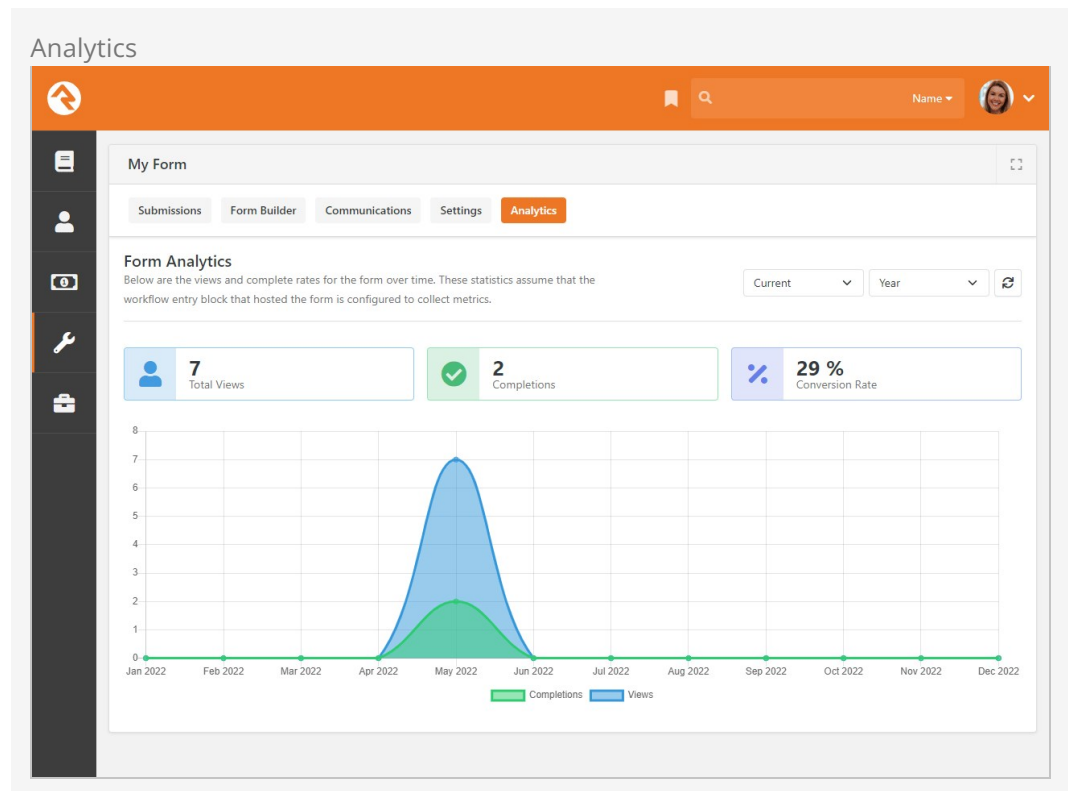 Analytics
Name
My Form
Submissions Form Builder Communications Settings Analytics
Form Analytics
Below are the views and complete rates for the form over time. These statistics assume that the
workflow entry block that hosted the form is configured to collect metrics.
Current Year
7
Total Views
2
Completions
29 %
Conversion Rate
8
7
6
5
4
3
2
1
0
Jan 2022 Feb 2022 Mar 2022 Apr 2022 May 2022 Jun 2022 Jul 2022 Aug 2022 Sep 2022 Oct 2022 Nov 2022 Dec 2022
Completions Views